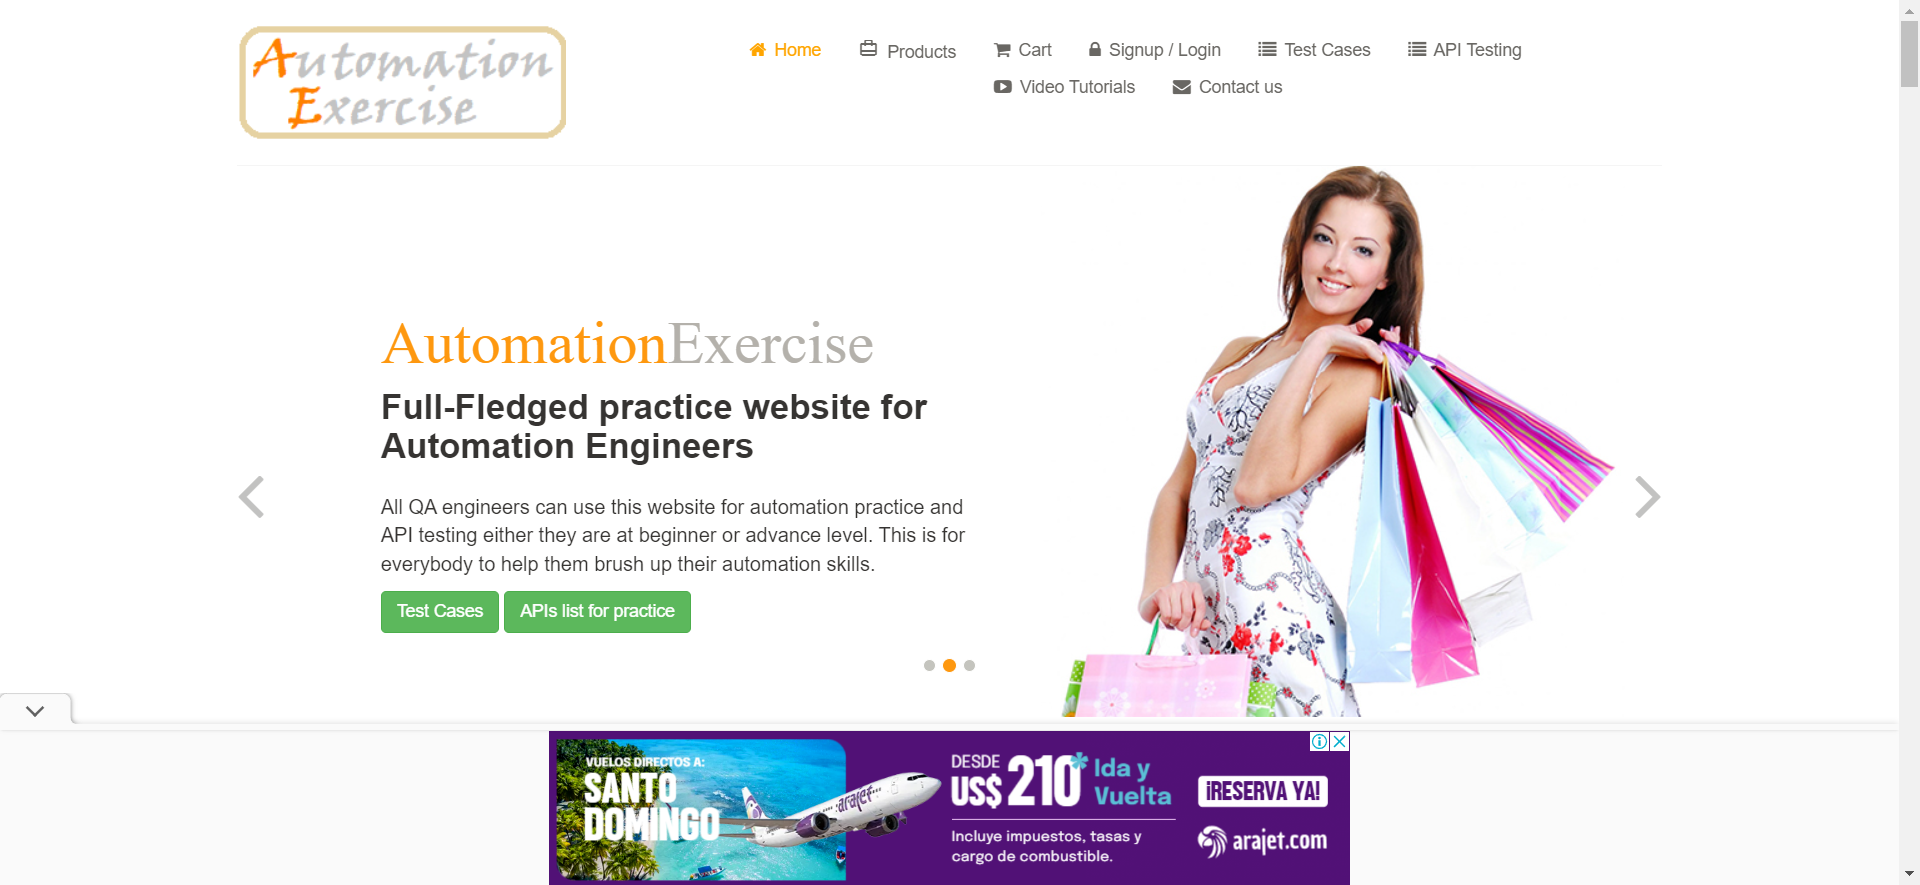 Automation
Exercise
Home
Products
Cart
Signup / Login
Test Cases
API Testing
Video Tutorials
Contact us
AutomationExercise
Full-Fledged practice website for
Automation Engineers
All QA engineers can use this website for automation practice and
API testing either they are at beginner or advance level. This is for
everybody to help them brush up their automation skills.
Test Cases
APIs list for practice
VUELOS DIRECTOS A:
SANTO
DOMINGO
arajet
DESDE
US$ 210* Ida y
Vuelta
Incluye impuestos, tasas y
cargo de combustible.
¡RESERVA YA!
arajet.com